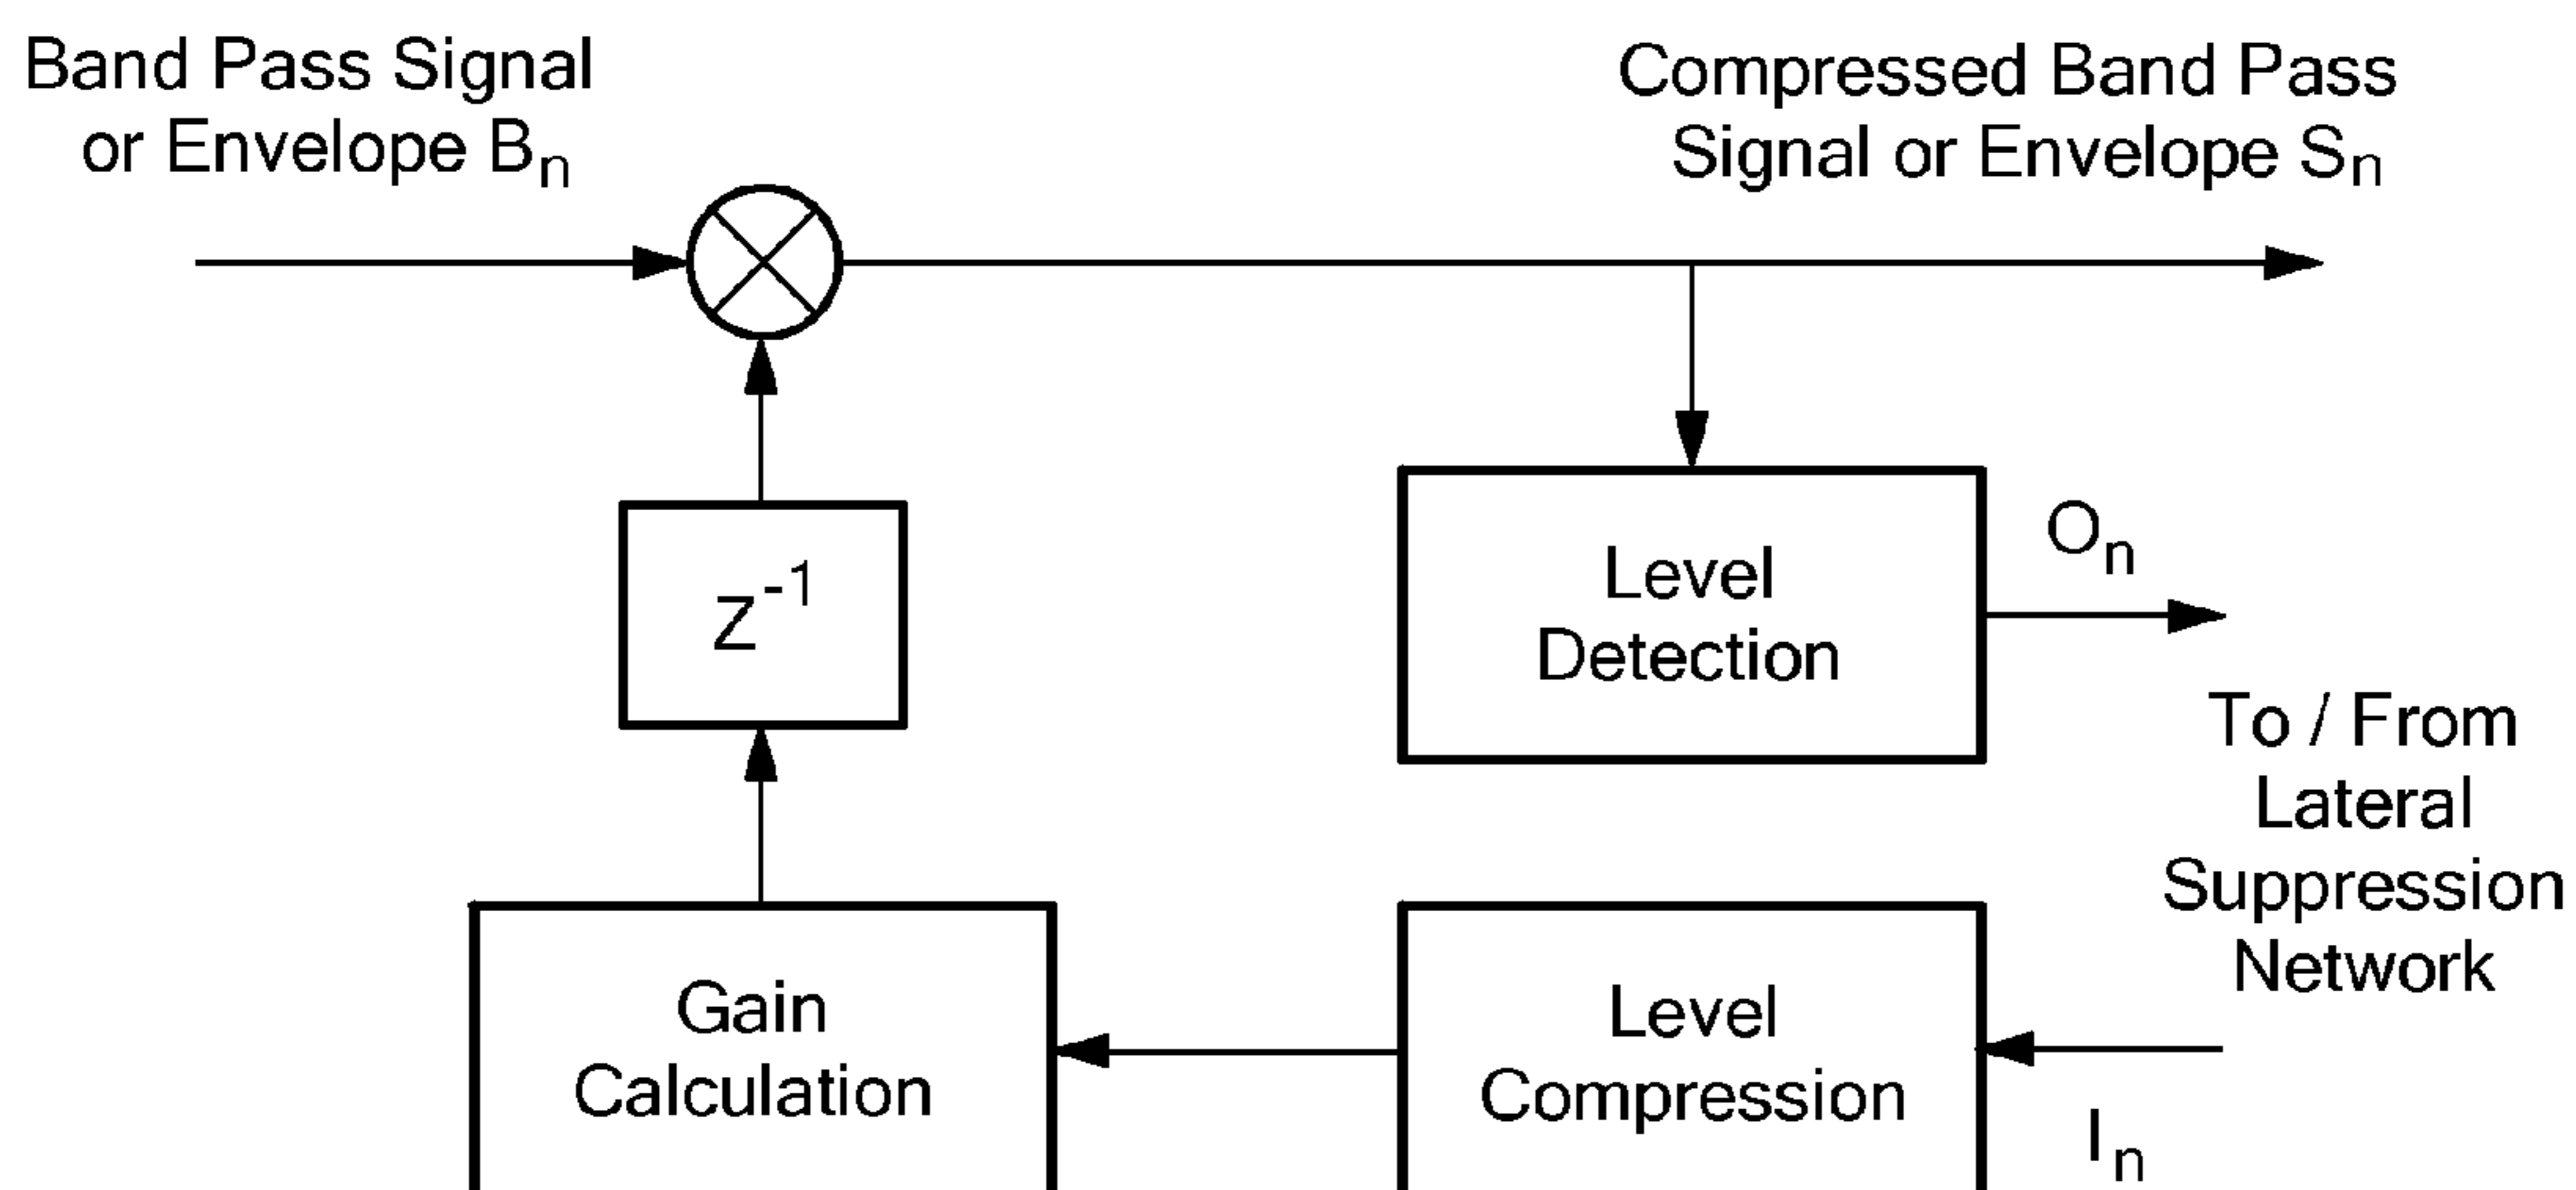 Band Pass Signal
or Envelope Bn
Compressed Band Pass
Signal or Envelope Sn
Z-1
Level
Detection
On
To / From
Lateral
Suppression
Network
Gain
Calculation
Level
Compression
In